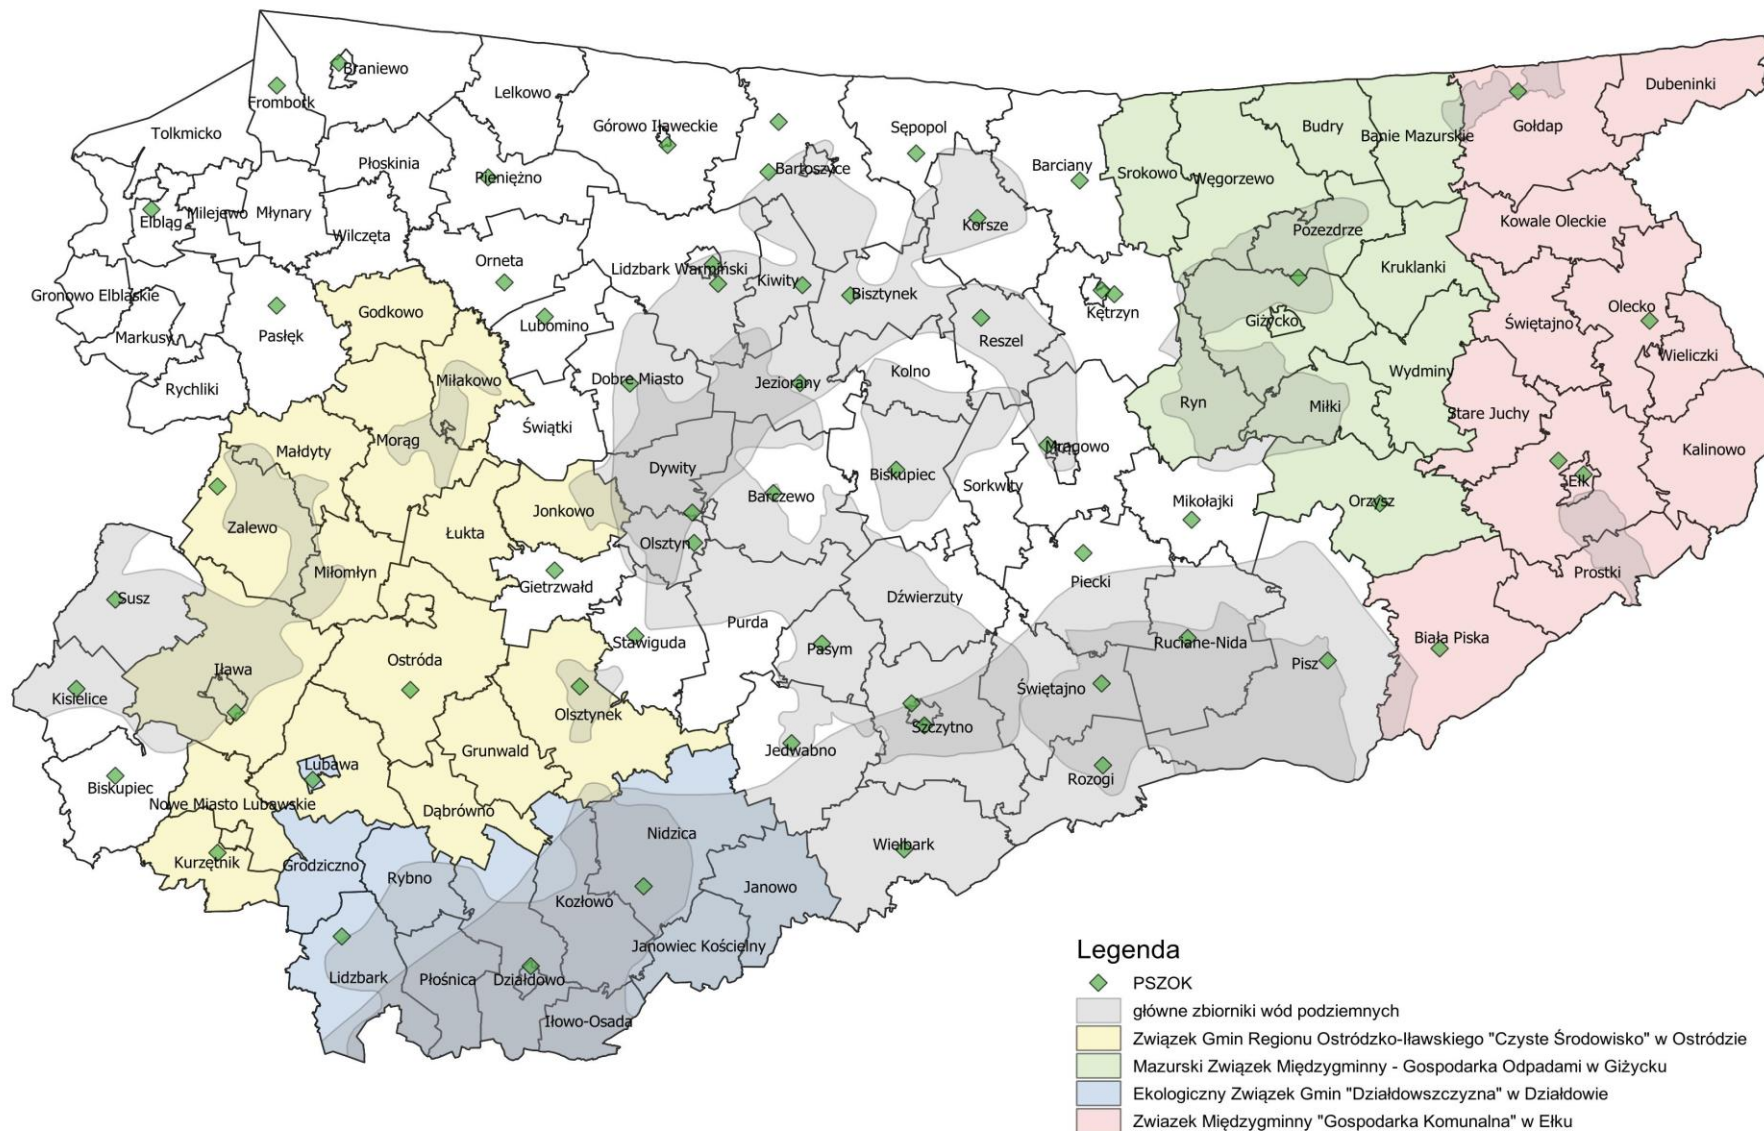 Braniewo
Frombork
Lelkowo
Dubeninki
Tolkmicko
Górowo Iławeckie
Sępopol
Budry
Banie Mazurskie
Gołdap
Płoskinia
Pieniężno
Bartoszyce
Barciany
Srokowo
Węgorzewo
Elbląg
Milejewo
Młynary
Wilczęta
Korsze
Pozezdrze
Kowale Oleckie
Orneta
Lidzbark Warmiński
Kiwity
Bisztynek
Kruklanki
Gronowo Elbląskie
Godkowo
Lubomino
Kętrzyn
Giżycko
Świętajno
Olecko
Markusy
Pasłęk
Reszel
Wieliczki
Rychliki
Miłakowo
Dobre Miasto
Jeziorany
Kolno
Wydminy
Ryn
Miłki
Stare Juchy
Małdyty
Morąg
Świątki
Mrągowo
Kalinowo
Dywity
Biskupiec
Sorkwity
Ełk
Zalewo
Łukta
Jonkowo
Barczewo
Mikołajki
Orzysz
Olsztyn
Miłomłyn
Gietrzwałd
Piecki
Prostki
Susz
Dźwierzuty
Purda
Stawiguda
Pasym
Ruciane-Nida
Biała Piska
Iława
Ostróda
Pisz
Kisielice
Świętajno
Olsztynek
Szczytno
Grunwald
Jedwabno
Lubawa
Rozogi
Biskupiec
Nowe Miasto Lubawskie
Dąbrówno
Nidzica
Wielbark
Kurzętnik
Grodziczno
Rybno
Kozłowo
Janowo
Janowiec Kościelny
Lidzbark
Płośnica
Działdowo
Iłowo-Osada
Legenda
PSZOK
główne zbiorniki wód podziemnych
Związek Gmin Regionu Ostródzko-Iławskiego "Czyste Środowisko" w Ostródzie
Mazurski Związek Międzygminny - Gospodarka Odpadami w Giżycku
Ekologiczny Związek Gmin "Działdowszczyzna" w Działdowie
Zwiazek Międzygminny "Gospodarka Komunalna" w Ełku